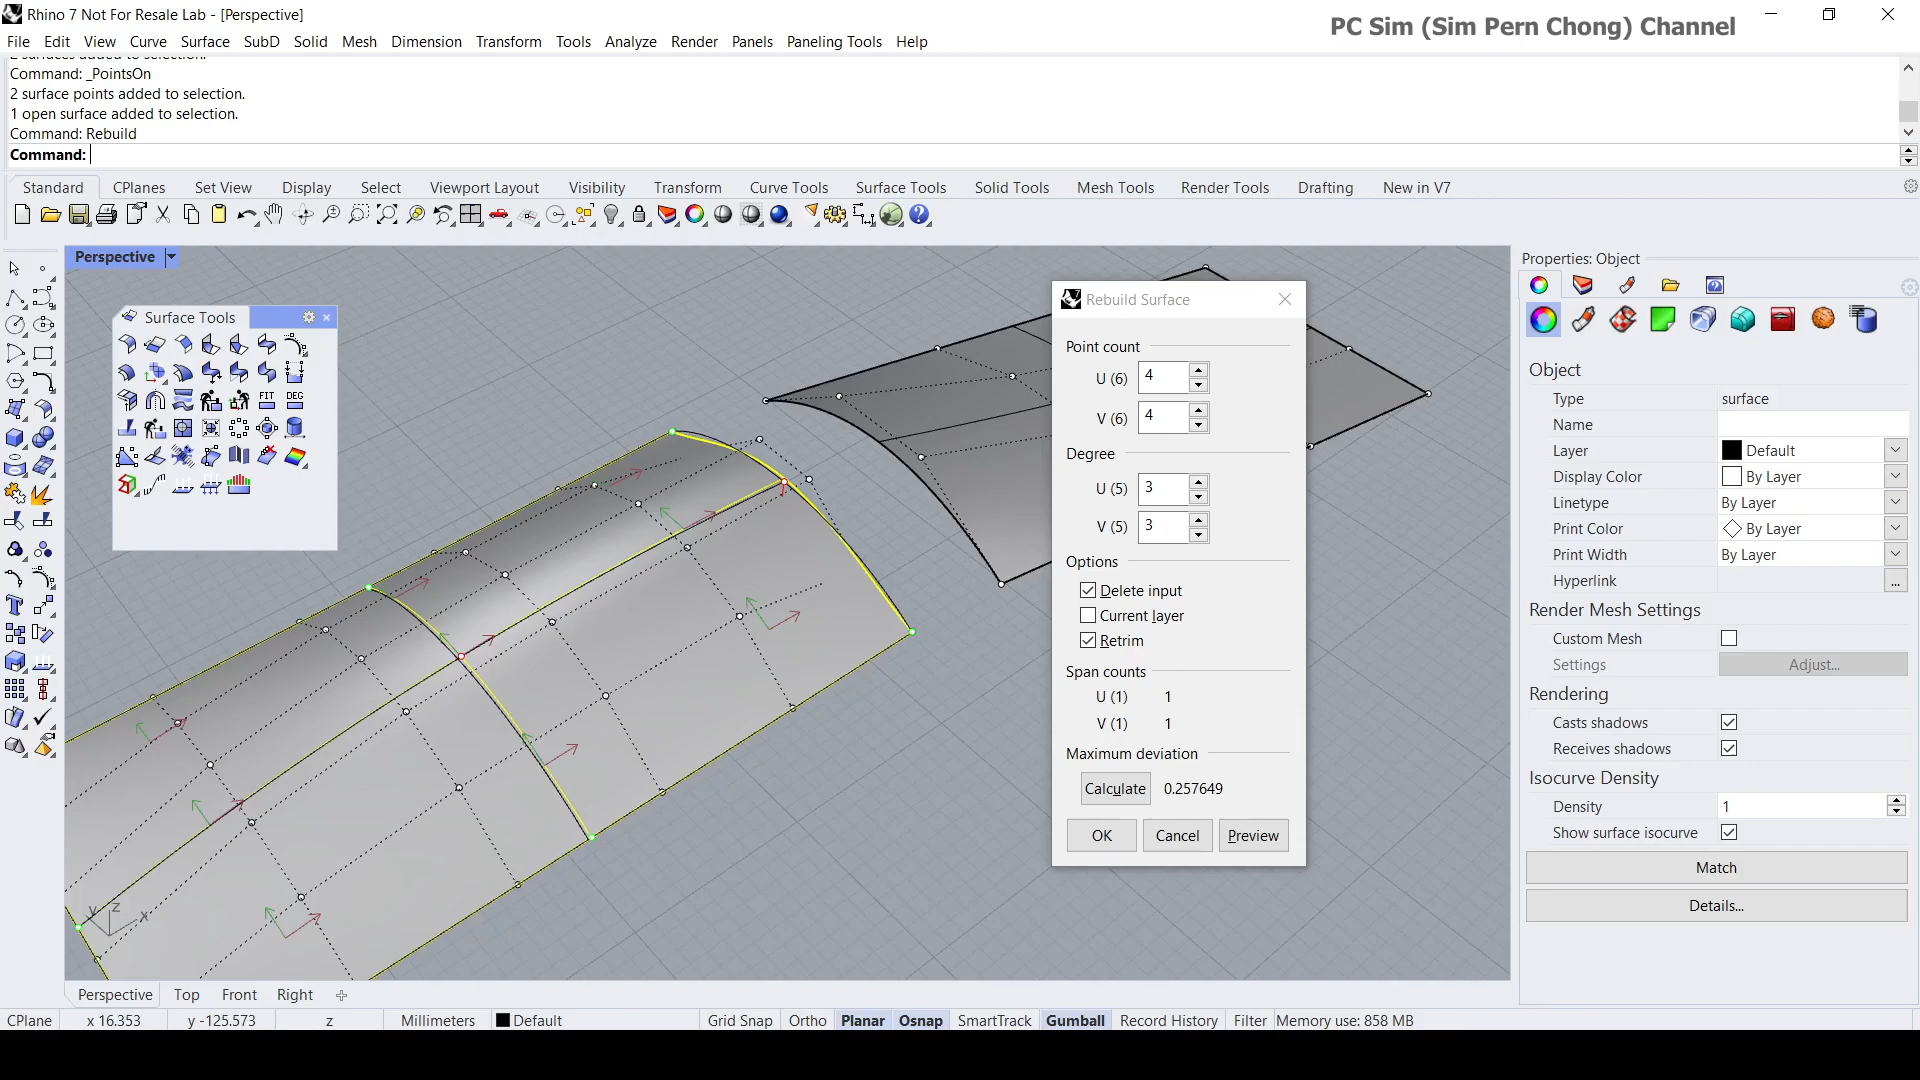 Rhino 7 Not For Resale Lab - [Perspective]
PC Sim (Sim Pern Chong) Channel
File Edit View Curve Surface SubD Solid Mesh Dimension Transform Tools Analyze Render Panels Paneling Tools Help
2 surfaces added to selection.
Command: _PointsOn
2 surface points added to selection.
1 open surface added to selection.
Command: Rebuild
Command:
Standard CPlanes Set View Display Select Viewport Layout Visibility Transform Curve Tools Surface Tools Solid Tools Mesh Tools Render Tools Drafting New in V7
Perspective
Surface Tools
FIT DEG
Rebuild Surface
Point count
U (6) 4
V (6) 4
Degree
U (5) 3
V (5) 3
Options
Delete input
Current layer
Retrim
Span counts
U (1) 1
V (1) 1
Maximum deviation
Calculate 0.257649
OK Cancel Preview
Properties: Object
Object
Type surface
Name
Layer Default
Display Color By Layer
Linetype By Layer
Print Color By Layer
Print Width By Layer
Hyperlink ...
Render Mesh Settings
Custom Mesh
Settings Adjust...
Rendering
Casts shadows
Receives shadows
Isocurve Density
Density 1
Show surface isocurve
Match
Details...
y z x
Perspective Top Front Right
CPlane x 16.353 y -125.573 z Millimeters Default Grid Snap Ortho Planar Osnap SmartTrack Gumball Record History Filter Memory use: 858 MB